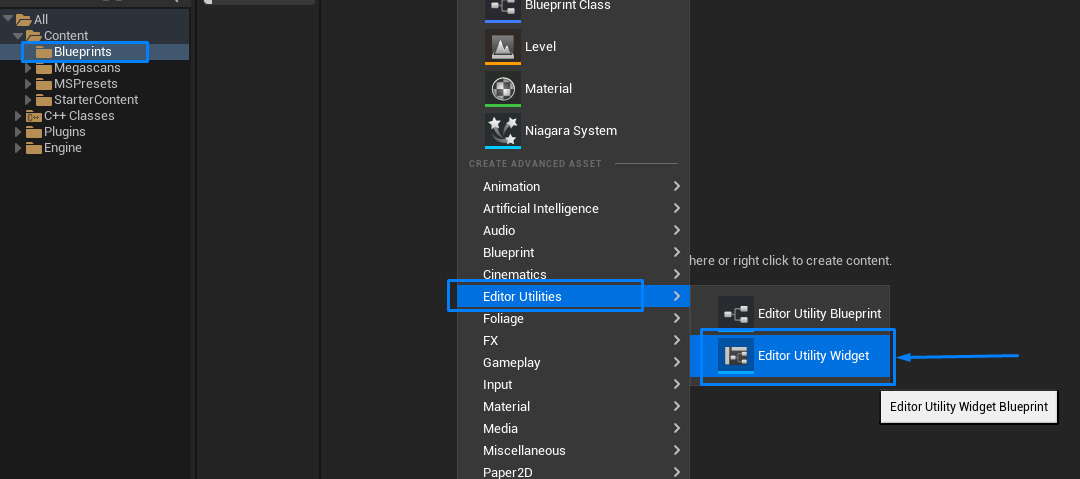 All
Content
Blueprints
Megascans
MSPresets
StarterContent
C++ Classes
Plugins
Engine
Blueprint Class
Level
Material
Niagara System
CREATE ADVANCED ASSET
Animation
Artificial Intelligence
Audio
Blueprint
Cinematics
Editor Utilities
Foliage
FX
Gameplay
Input
Material
Media
Miscellaneous
Paper2D
here or right click to create content.
Editor Utility Blueprint
Editor Utility Widget
Editor Utility Widget Blueprint